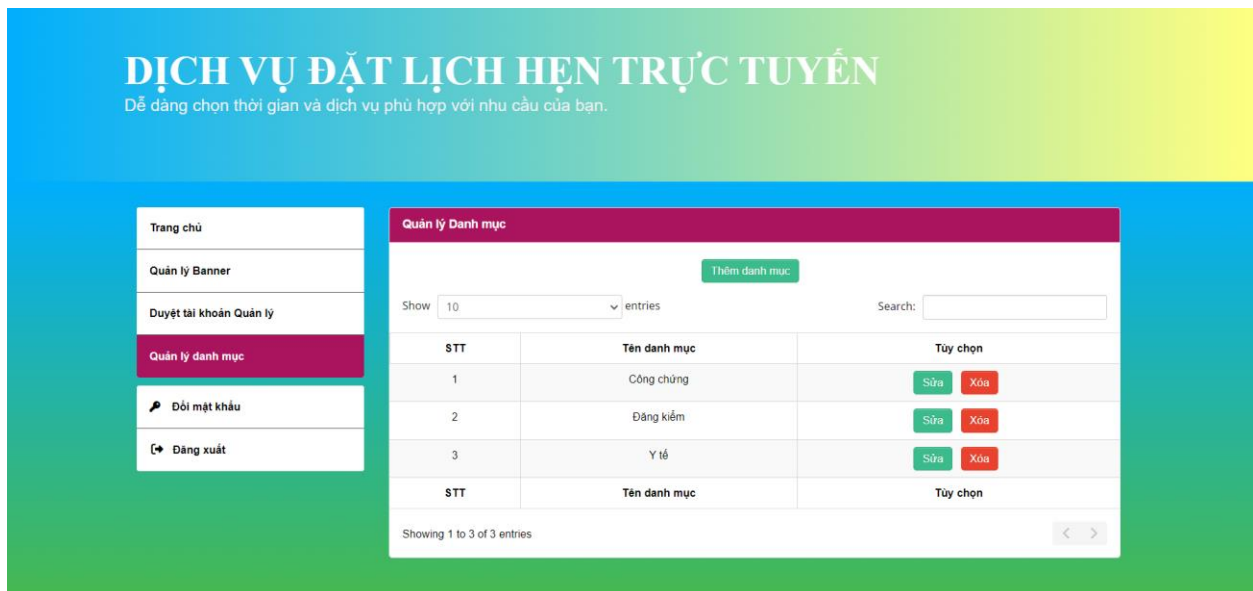 DỊCH VỤ ĐẶT LỊCH HẸN TRỰC TUYẾN
Dễ dàng chọn thời gian và dịch vụ phù hợp với nhu cầu của bạn.
Trang chủ
Quản lý Banner
Duyệt tài khoản Quản lý
Quản lý danh mục
Đổi mật khẩu
Đăng xuất
Quản lý Danh mục
Thêm danh mục
Show 10 entries Search:
STT Tên danh mục Tùy chọn
1 Công chứng Sửa Xóa
2 Đăng kiểm Sửa Xóa
3 Y tế Sửa Xóa
STT Tên danh mục Tùy chọn
Showing 1 to 3 of 3 entries